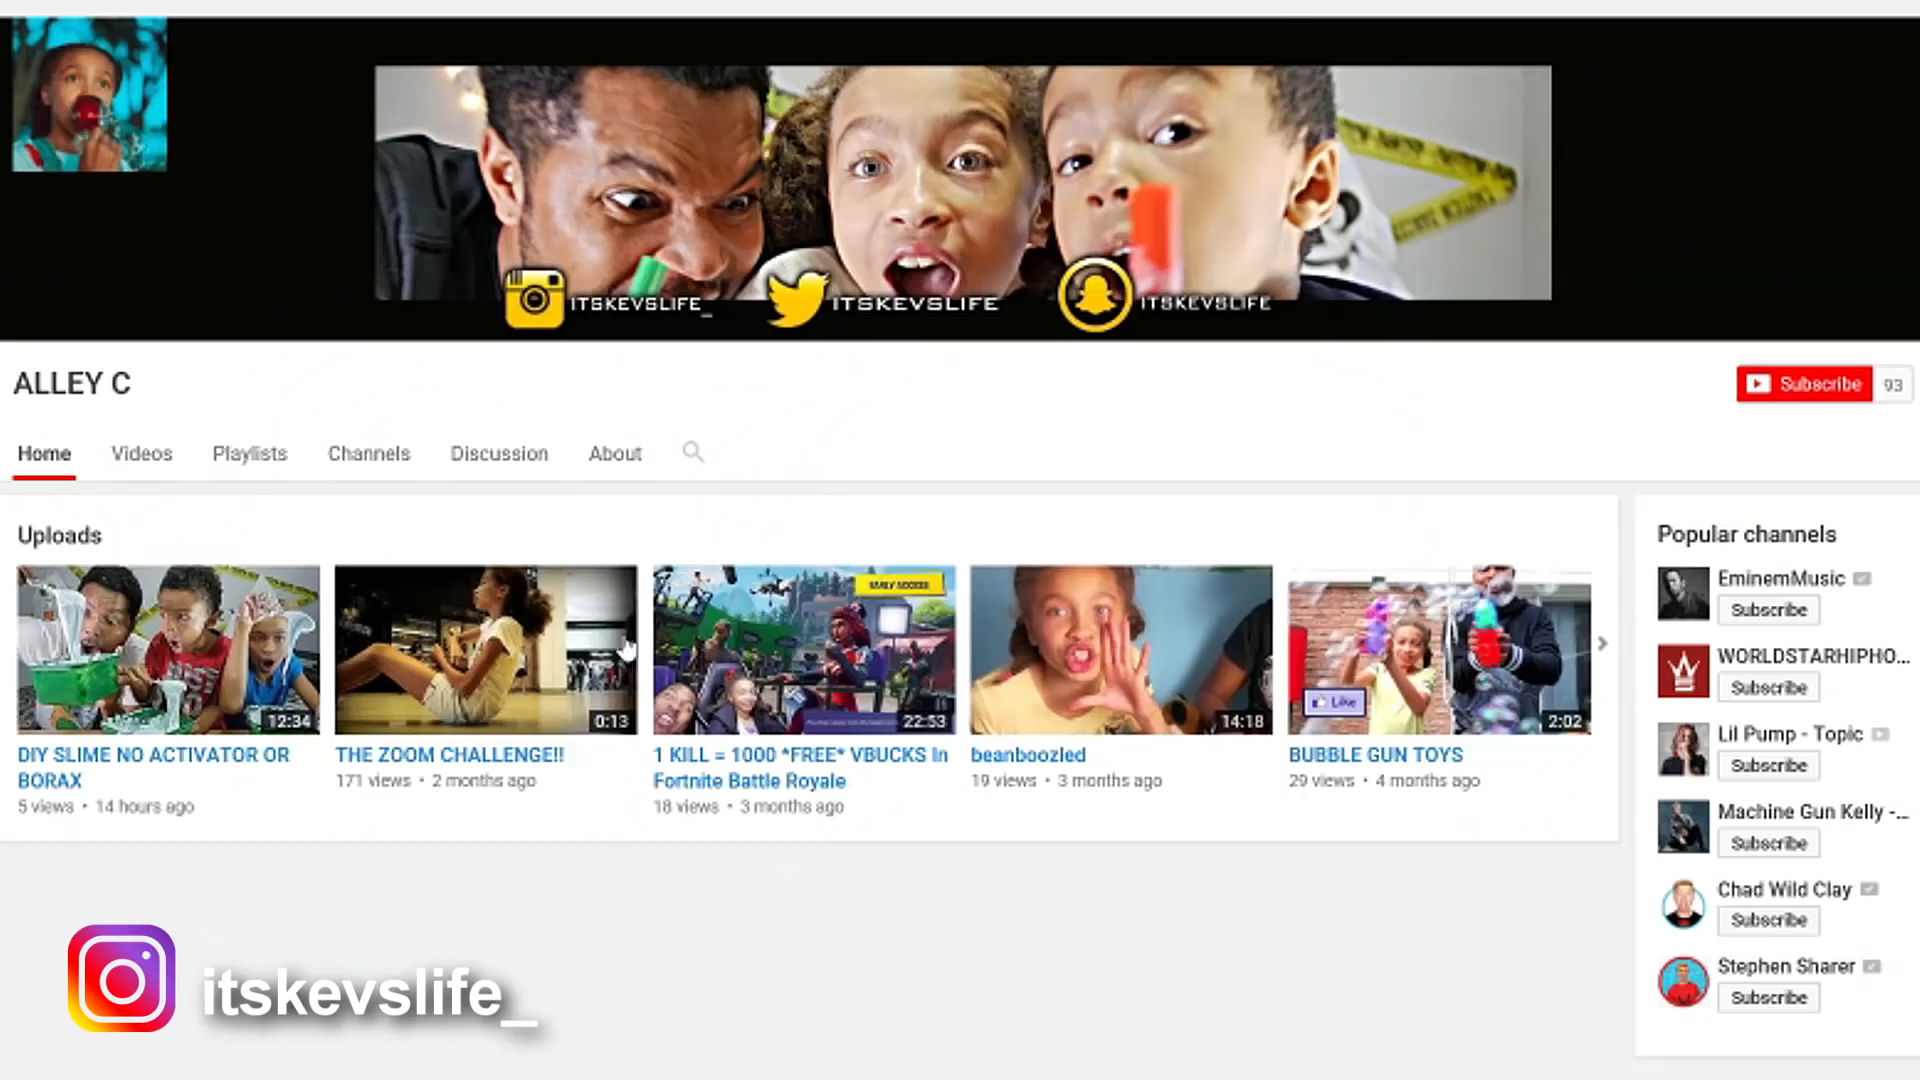 ITSKEVSLIFE_ ITSKEVSLIFE ITSKEVSLIFE
ALLEY C
Subscribe 93
Home Videos Playlists Channels Discussion About
Uploads
EARLY ACCESS
Like
12:34 0:13 22:53 14:18 2:02
DIY SLIME NO ACTIVATOR OR
BORAX
5 views • 14 hours ago
THE ZOOM CHALLENGE!!
171 views • 2 months ago
1 KILL = 1000 *FREE* VBUCKS In
Fortnite Battle Royale
18 views • 3 months ago
beanboozled
19 views • 3 months ago
BUBBLE GUN TOYS
29 views • 4 months ago
Popular channels
EminemMusic
Subscribe
WORLDSTARHIPHO...
Subscribe
Lil Pump - Topic
Subscribe
Machine Gun Kelly -...
Subscribe
Chad Wild Clay
Subscribe
Stephen Sharer
Subscribe
itskevslife_